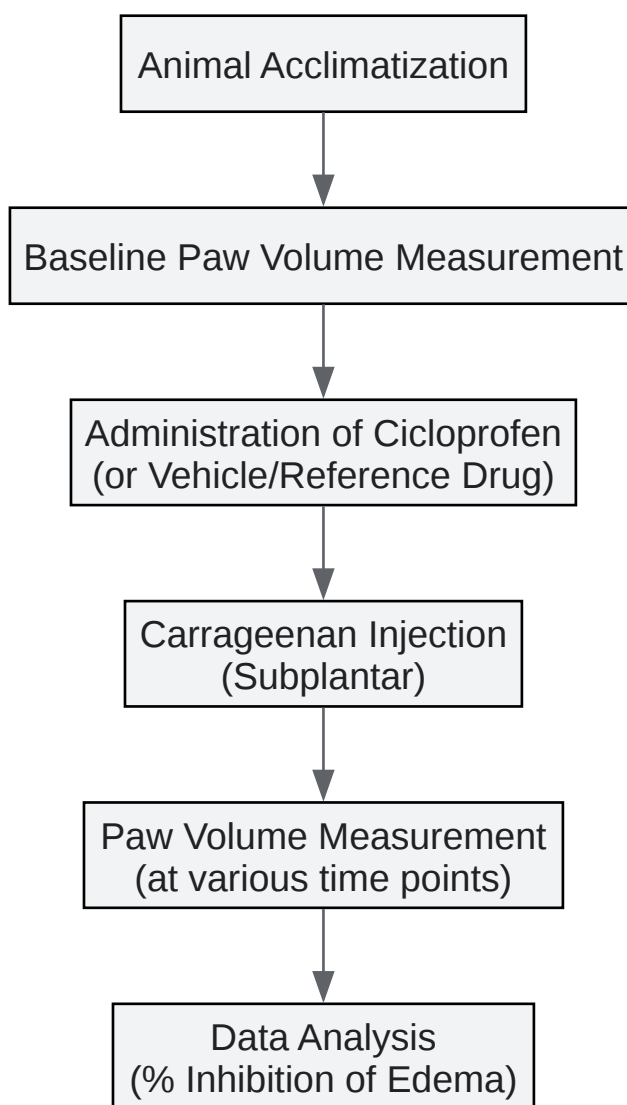 Animal Acclimatization
Baseline Paw Volume Measurement
Administration of Cicloprofen
(or Vehicle/Reference Drug)
Carrageenan Injection
(Subplantar)
Paw Volume Measurement
(at various time points)
Data Analysis
(% Inhibition of Edema)